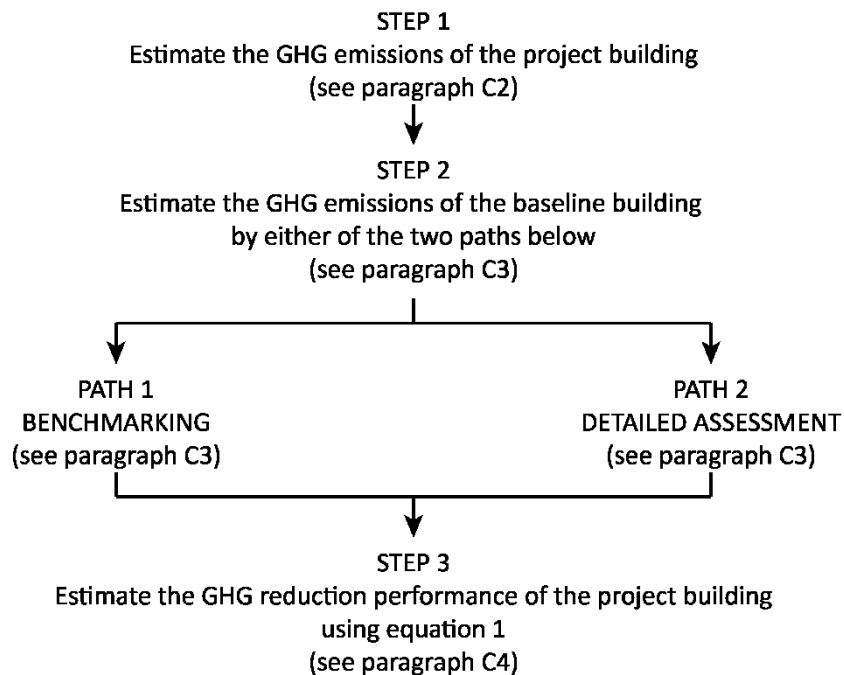 STEP 1
Estimate the GHG emissions of the project building
(see paragraph C2)
STEP 2
Estimate the GHG emissions of the baseline building
by either of the two paths below
(see paragraph C3)
PATH 1
BENCHMARKING
(see paragraph C3)
PATH 2
DETAILED ASSESSMENT
(see paragraph C3)
STEP 3
Estimate the GHG reduction performance of the project building
using equation 1
(see paragraph C4)